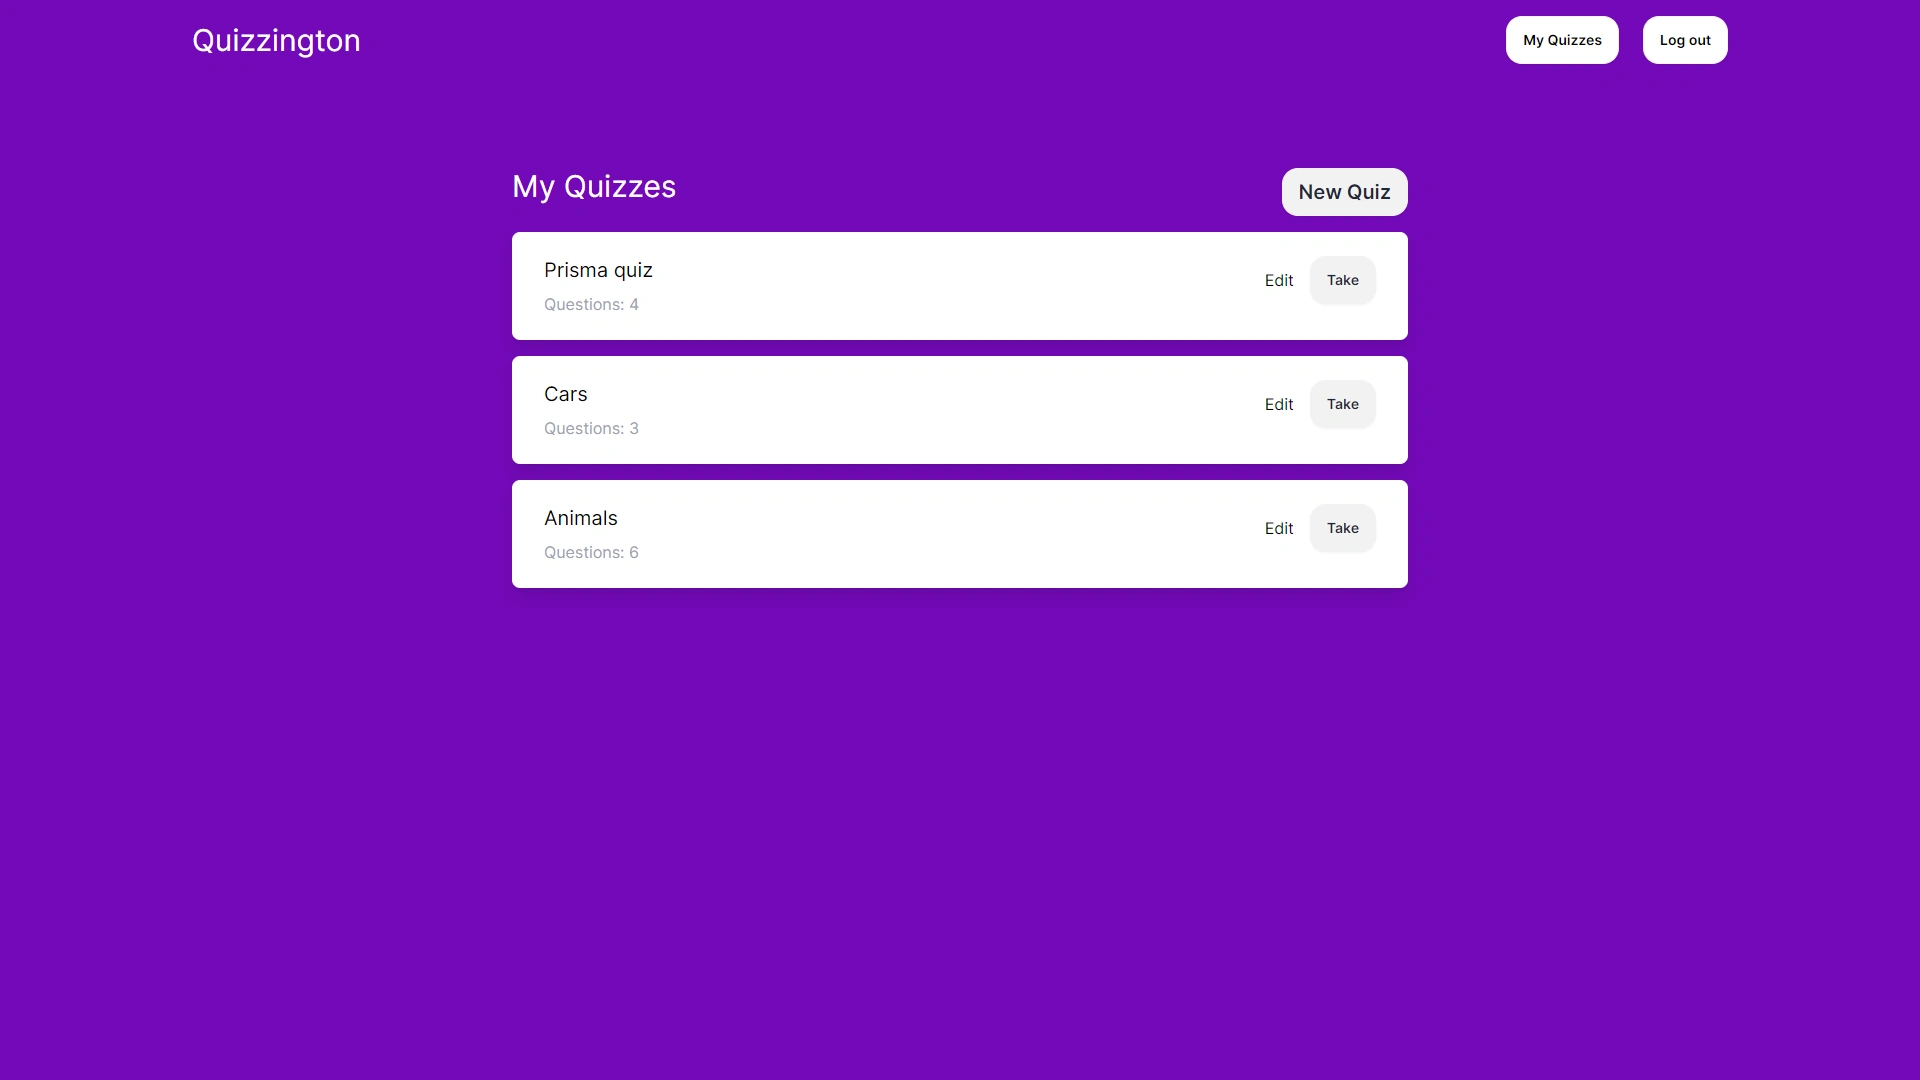 Quizzington
My Quizzes
Log out
My Quizzes
New Quiz
Prisma quiz
Questions: 4
Edit
Take
Cars
Questions: 3
Edit
Take
Animals
Questions: 6
Edit
Take